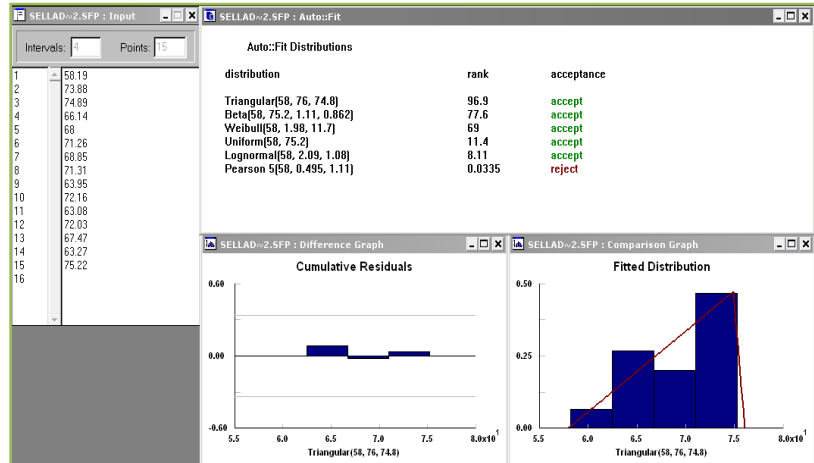 SELLAD~2.SFP : Input
Intervals: 4 Points: 15
1 58.19
2 73.88
3 74.89
4 66.14
5 68
6 71.26
7 68.85
8 71.31
9 63.95
10 72.16
11 63.08
12 72.03
13 67.47
14 63.27
15 75.22
16
SELLAD~2.SFP : Auto::Fit
Auto::Fit Distributions
distribution rank acceptance
Triangular(58, 76, 74.8) 96.9 accept
Beta(58, 75.2, 1.11, 0.862) 77.6 accept
Weibull(58, 1.98, 11.7) 69 accept
Uniform(58, 75.2) 11.4 accept
Lognormal(58, 2.09, 1.08) 8.11 accept
Pearson 5(58, 0.495, 1.11) 0.0335 reject
SELLAD~2.SFP : Difference Graph
Cumulative Residuals
0.60
0.00
-0.60
5.5 6.0 6.5 7.0 7.5 8.0x10¹
Triangular(58, 76, 74.8)
SELLAD~2.SFP : Comparison Graph
Fitted Distribution
0.50
0.25
0.00
5.5 6.0 6.5 7.0 7.5 8.0x10¹
Triangular(58, 76, 74.8)